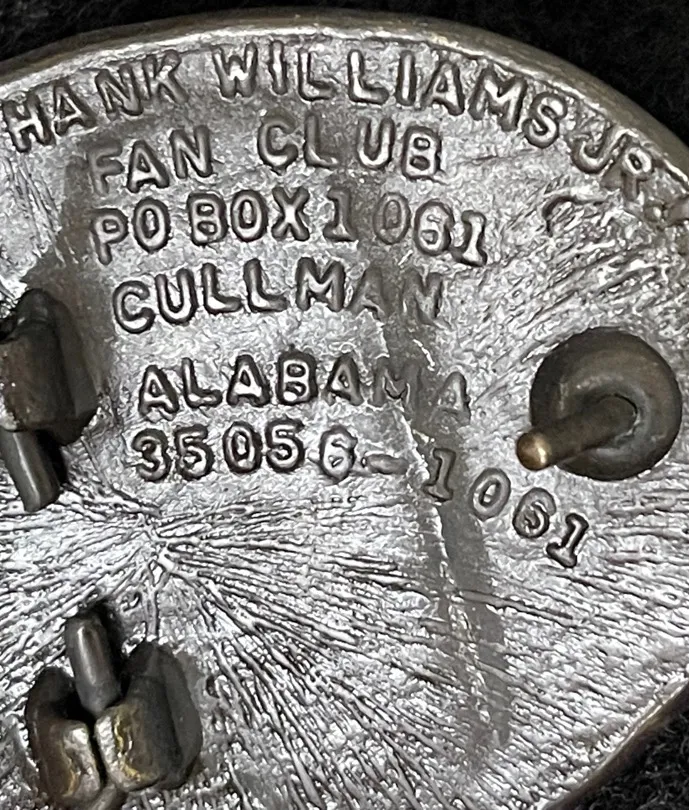 HANK WILLIAMS JR.
FAN CLUB
PO BOX 1061
CULLMAN
ALABAMA
35056-1061